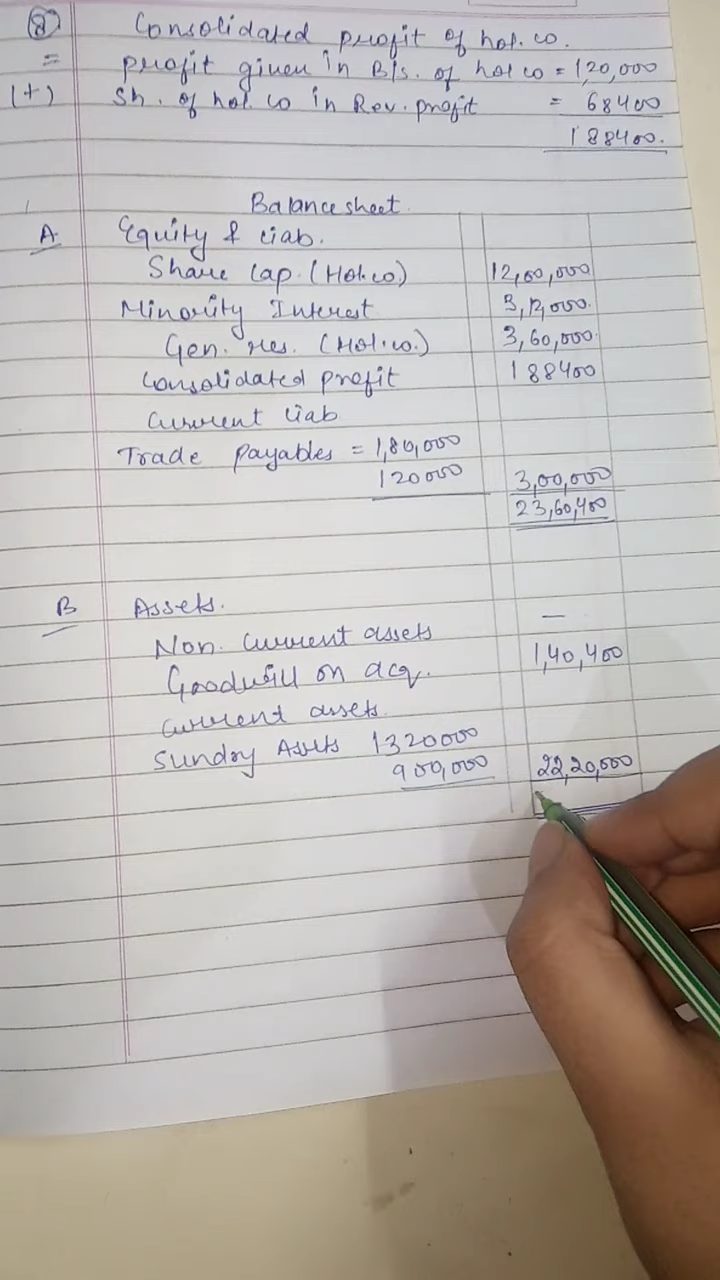 8 Consolidated profit of hol. co.
= profit given in B/s. of hol co = 1,20,000
(+) Sh. of hol. co in Rev. profit = 68400
188400.
Balance sheet.
A. Equity & Liab.
Share Cap. (Hol.co) 12,00,000
Minority Interest 3,12,000.
Gen. res. (Hol.co.) 3,60,000.
Consolidated profit 188400
Current Liab
Trade Payables = 1,80,000
120000 3,00,000
23,60,400
B Assets.
Non. Current assets —
Goodwill on acq. 1,40,400
Current assets.
Sundry Assets 1320000
900,000 22,20,000